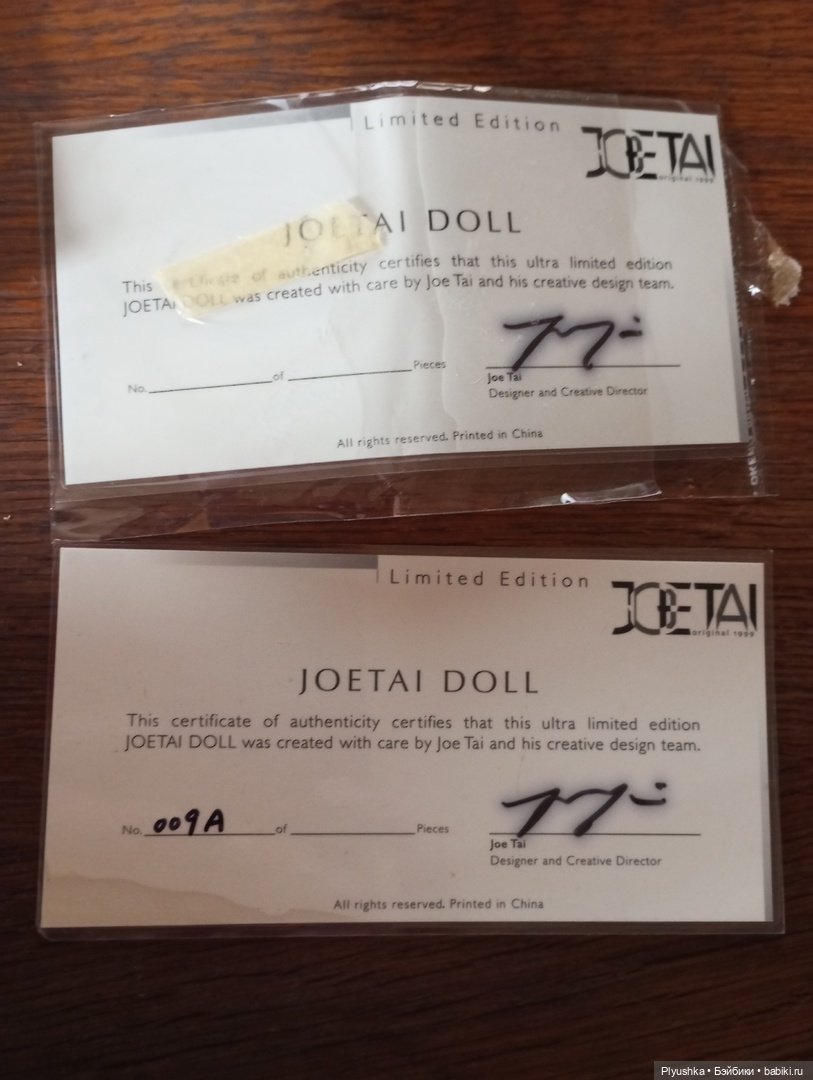 Limited Edition
JOETAI
original 1999
JOETAI DOLL
This certificate of authenticity certifies that this ultra limited edition
JOETAI DOLL was created with care by Joe Tai and his creative design team.
No. of Pieces
Joe Tai
Designer and Creative Director
All rights reserved. Printed in China
Limited Edition
JOETAI
original 1999
JOETAI DOLL
This certificate of authenticity certifies that this ultra limited edition
JOETAI DOLL was created with care by Joe Tai and his creative design team.
No. 009A of Pieces
Joe Tai
Designer and Creative Director
All rights reserved. Printed in China
Plyushka • Бэйбики • babiki.ru